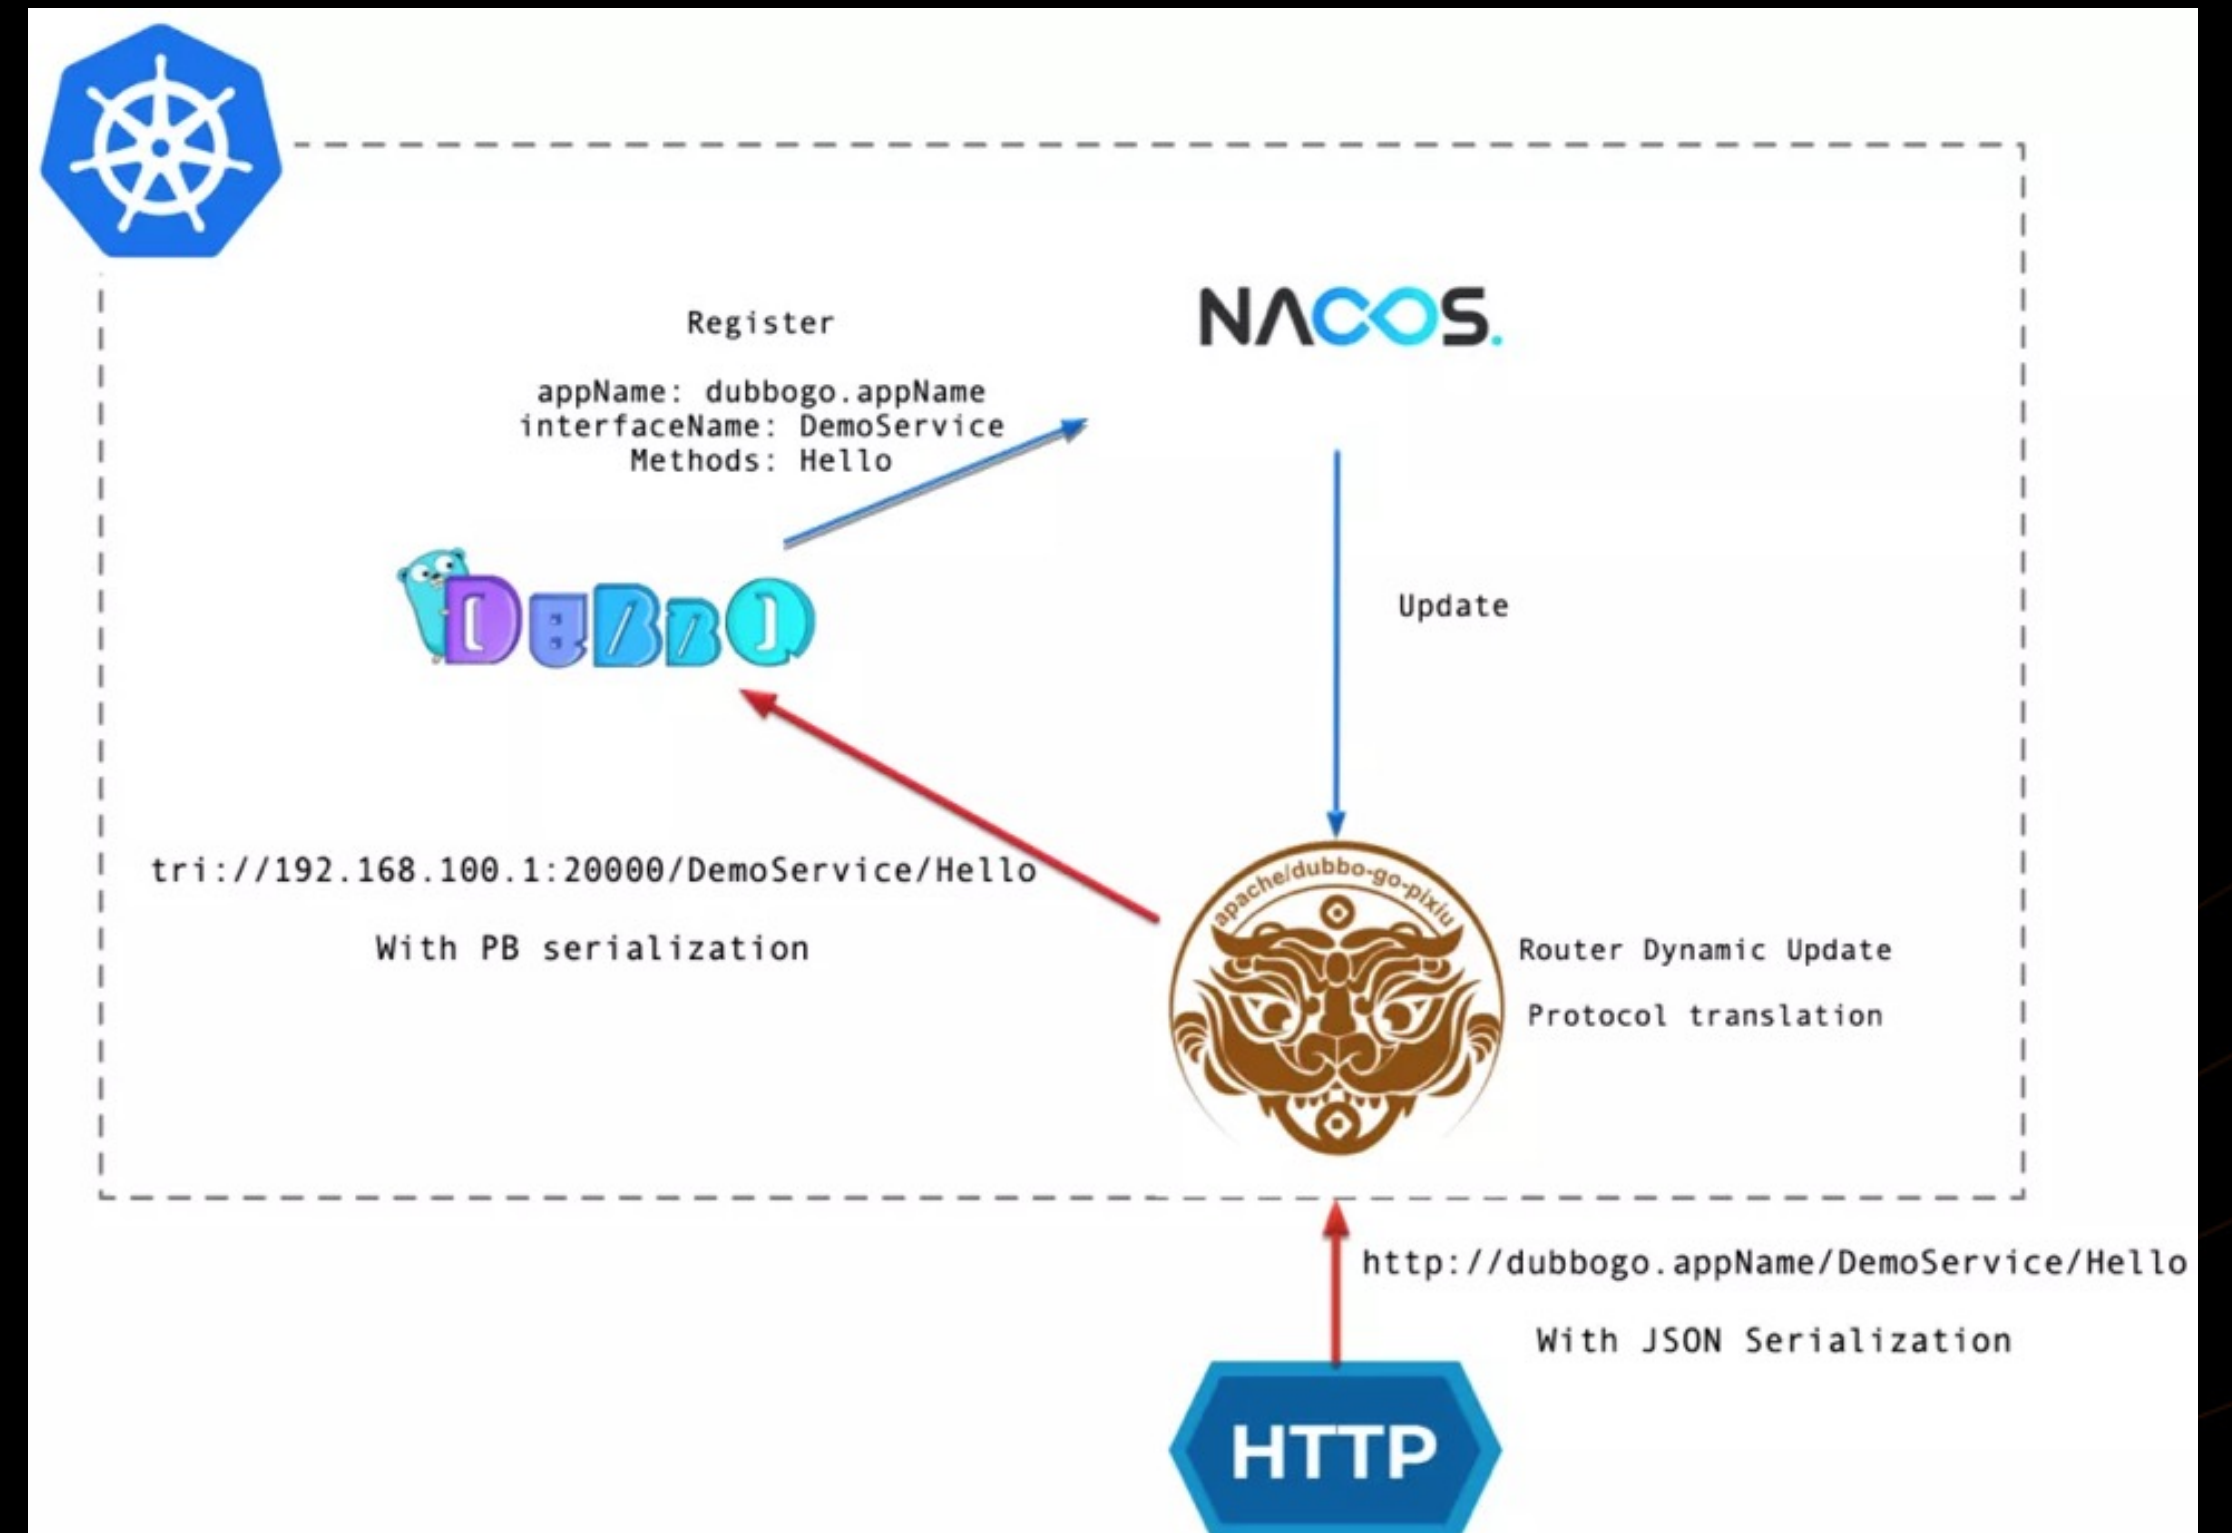 NACOS.
Register
appName: dubbogo.appName
interfaceName: DemoService
Methods: Hello
DUBBO
Update
tri://192.168.100.1:20000/DemoService/Hello
With PB serialization
apache/dubbo-go-pixiu
Router Dynamic Update
Protocol translation
http://dubbogo.appName/DemoService/Hello
With JSON Serialization
HTTP